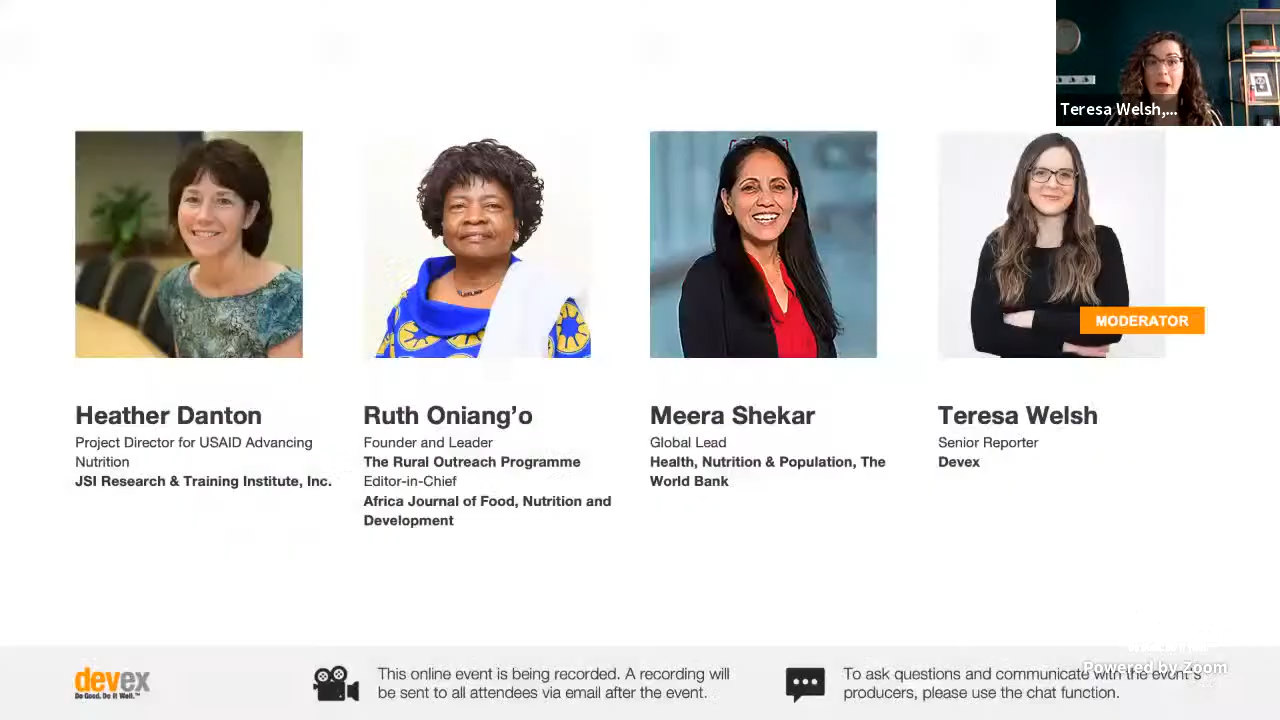 Teresa Welsh,...
MODERATOR
Heather Danton
Project Director for USAID Advancing
Nutrition
JSI Research & Training Institute, Inc.
Ruth Oniang’o
Founder and Leader
The Rural Outreach Programme
Editor-in-Chief
Africa Journal of Food, Nutrition and
Development
Meera Shekar
Global Lead
Health, Nutrition & Population, The
World Bank
Teresa Welsh
Senior Reporter
Devex
devex
Do Good. Do It Well.™
This online event is being recorded. A recording will
be sent to all attendees via email after the event.
To ask questions and communicate with the event's
producers, please use the chat function.
Powered by Zoom